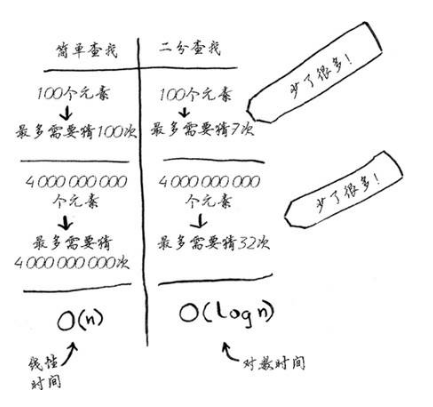 简单查找
二分查找
100个元素
最多需要猜100次
100个元素
最多需要猜7次
少了很多!
4 000 000 000
个元素
最多需要猜
4 000 000 000次
4 000 000 000
个元素
最多需要猜32次
少了很多!
O(n)
O(log n)
线性
时间
对数时间